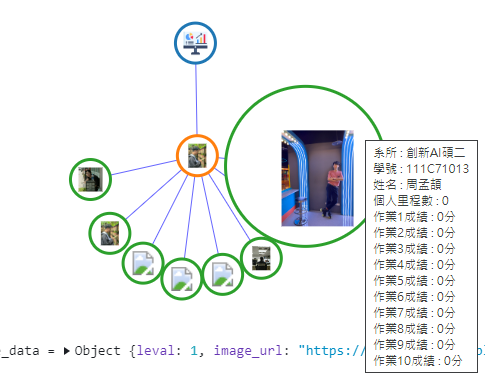 系所 : 創新AI碩二
學號 : 111C71013
姓名 : 周孟頡
個人里程數 : 0
作業1成績 : 0分
作業2成績 : 0分
作業3成績 : 0分
作業4成績 : 0分
作業5成績 : 0分
作業6成績 : 0分
作業7成績 : 0分
作業8成績 : 0分
作業9成績 : 0分
作業10成績 : 0分
e_data = ▶ Object {leval: 1, image_url: "https://